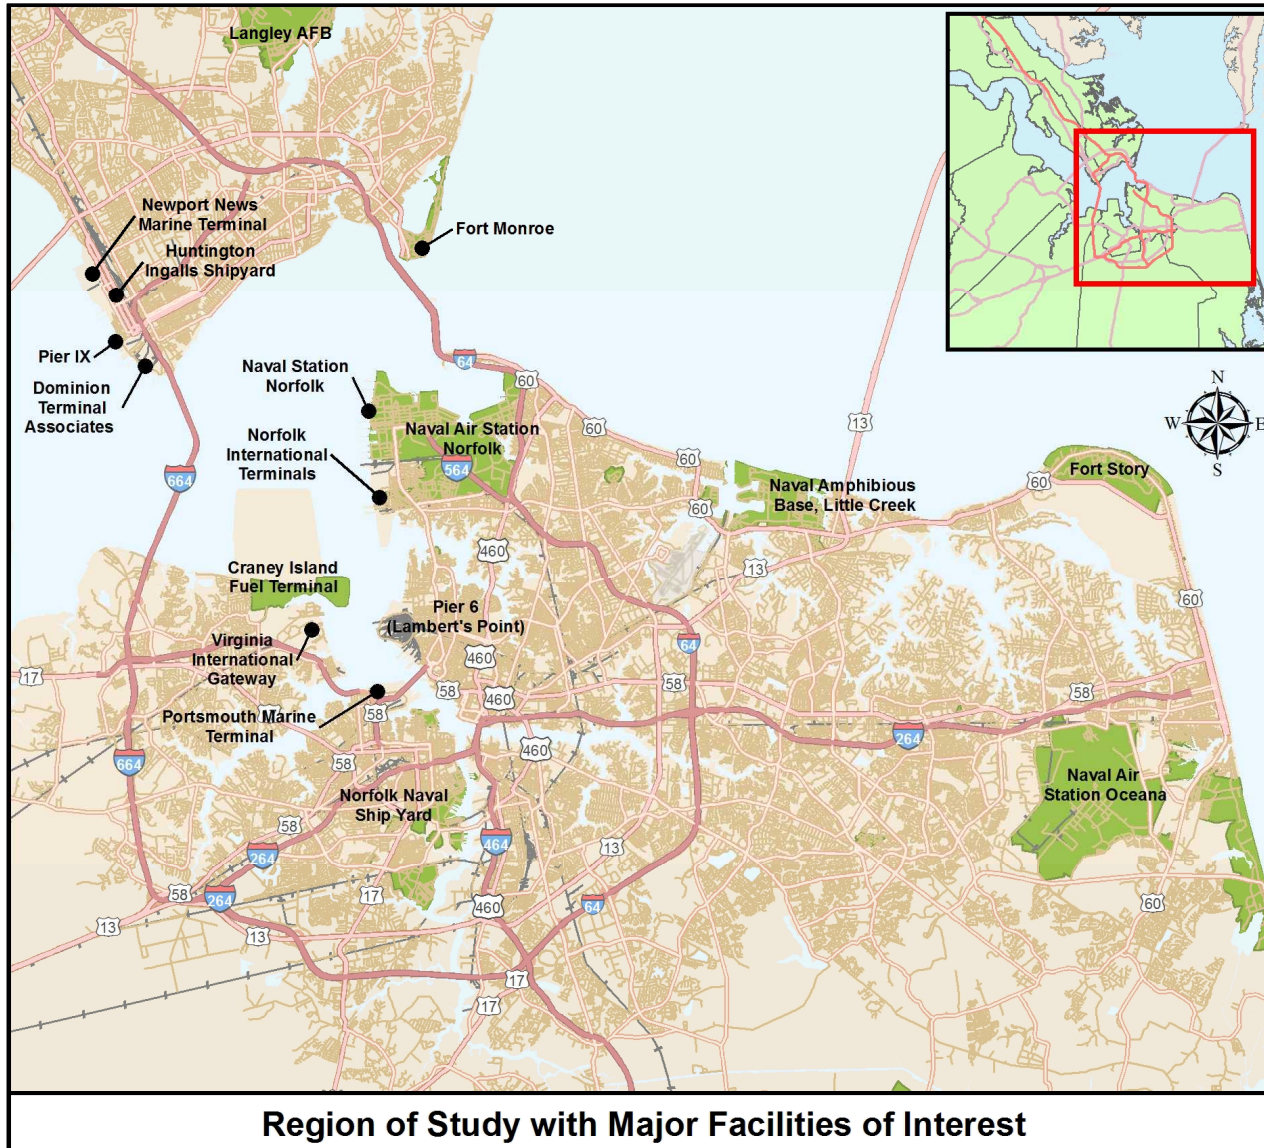 Langley AFB
Newport News
Marine Terminal
Huntington
Ingalls Shipyard
Fort Monroe
Pier IX
Dominion
Terminal
Associates
Naval Station
Norfolk
64
60
N
W
E
S
Naval Air Station
Norfolk
60
13
Norfolk
International
Terminals
564
60
Fort Story
664
60
Naval Amphibious
Base, Little Creek
60
460
13
Craney Island
Fuel Terminal
60
Pier 6
(Lambert's Point)
Virginia
International
Gateway
64
460
17
58
460
58
58
Portsmouth Marine
Terminal
58
264
460
664
58
Naval Air
Station Oceana
Norfolk Naval
Ship Yard
58
464
13
264
58
264
17
460
64
60
13
13
17
17
Region of Study with Major Facilities of Interest